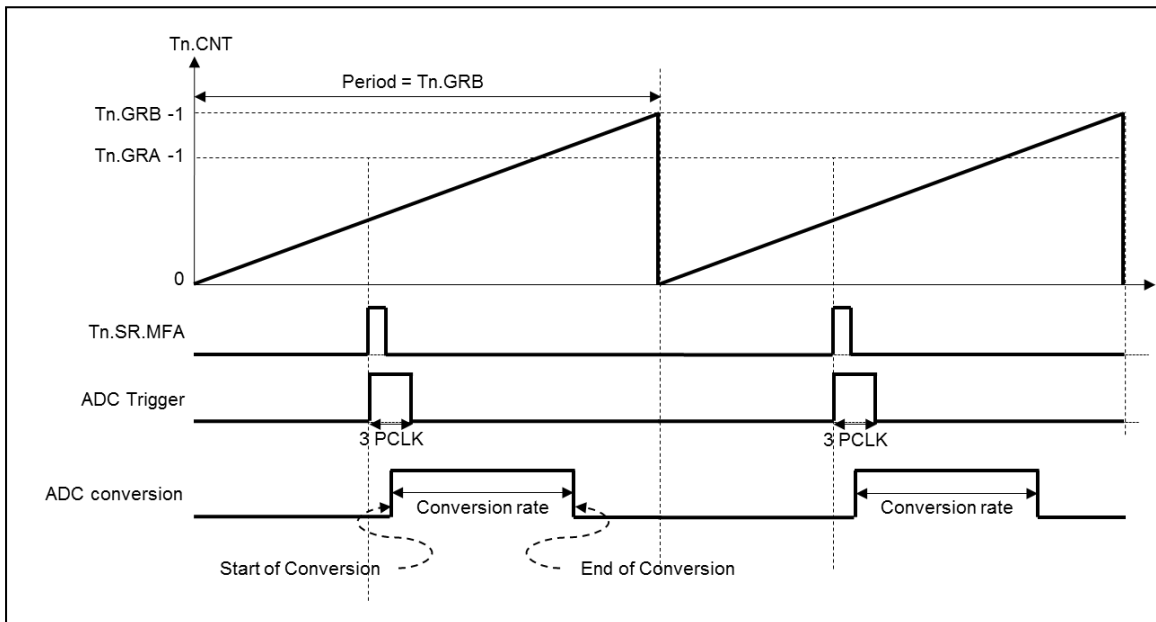 Tn.CNT
Period = Tn.GRB
Tn.GRB -1
Tn.GRA -1
0
Tn.SR.MFA
ADC Trigger
3 PCLK
3 PCLK
ADC conversion
Conversion rate
Conversion rate
Start of Conversion
End of Conversion